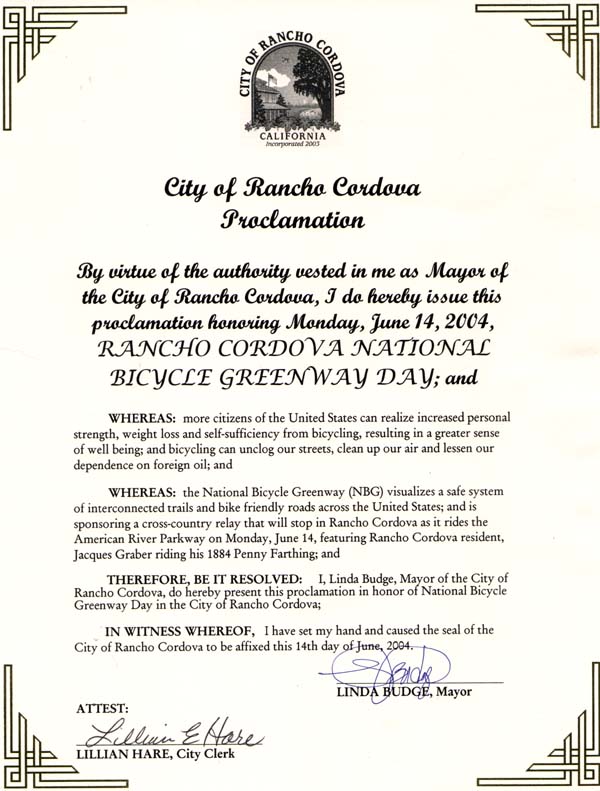 CITY OF RANCHO CORDOVA
CALIFORNIA
Incorporated 2003
City of Rancho Cordova
Proclamation
By virtue of the authority vested in me as Mayor of
the City of Rancho Cordova, I do hereby issue this
proclamation honoring Monday, June 14, 2004,
RANCHO CORDOVA NATIONAL
BICYCLE GREENWAY DAY; and
WHEREAS: more citizens of the United States can realize increased personal
strength, weight loss and self-sufficiency from bicycling, resulting in a greater sense
of well being; and bicycling can unclog our streets, clean up our air and lessen our
dependence on foreign oil; and
WHEREAS: the National Bicycle Greenway (NBG) visualizes a safe system
of interconnected trails and bike friendly roads across the United States; and is
sponsoring a cross-country relay that will stop in Rancho Cordova as it rides the
American River Parkway on Monday, June 14, featuring Rancho Cordova resident,
Jacques Graber riding his 1884 Penny Farthing; and
THEREFORE, BE IT RESOLVED: I, Linda Budge, Mayor of the City of
Rancho Cordova, do hereby present this proclamation in honor of National Bicycle
Greenway Day in the City of Rancho Cordova;
IN WITNESS WHEREOF, I have set my hand and caused the seal of the
City of Rancho Cordova to be affixed this 14th day of June, 2004.
LINDA BUDGE, Mayor
ATTEST:
Lillian E Hare
LILLIAN HARE, City Clerk